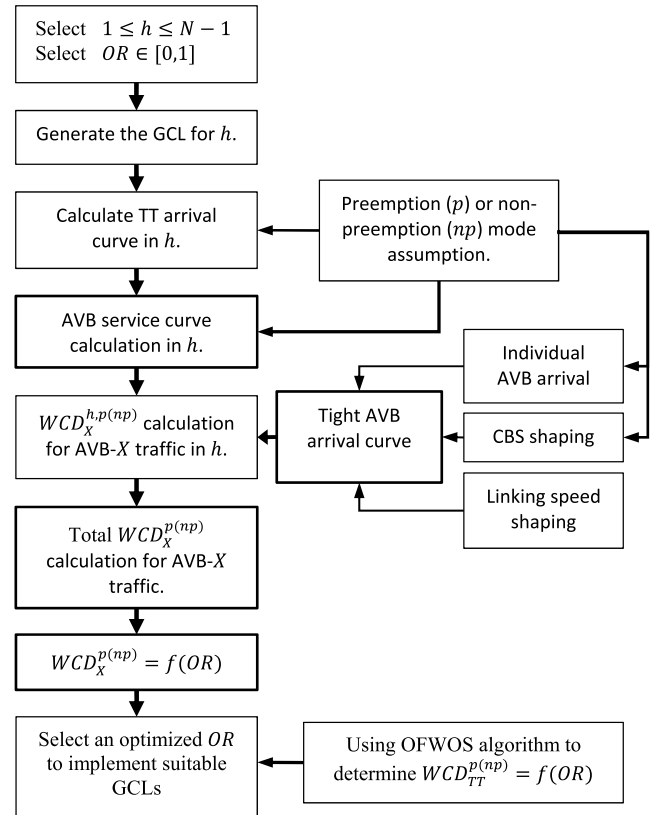 Select 1 ≤ h ≤ N − 1
Select OR ∈ [0,1]
Generate the GCL for h.
Calculate TT arrival
curve in h.
Preemption (p) or non-
preemption (np) mode
assumption.
AVB service curve
calculation in h.
Individual
AVB arrival
WCD_X^{h,p(np)} calculation
for AVB-X traffic in h.
Tight AVB
arrival curve
CBS shaping
Linking speed
shaping
Total WCD_X^{p(np)}
calculation for AVB-X
traffic.
WCD_X^{p(np)} = f(OR)
Select an optimized OR
to implement suitable
GCLs
Using OFWOS algorithm to
determine WCD_{TT}^{p(np)} = f(OR)